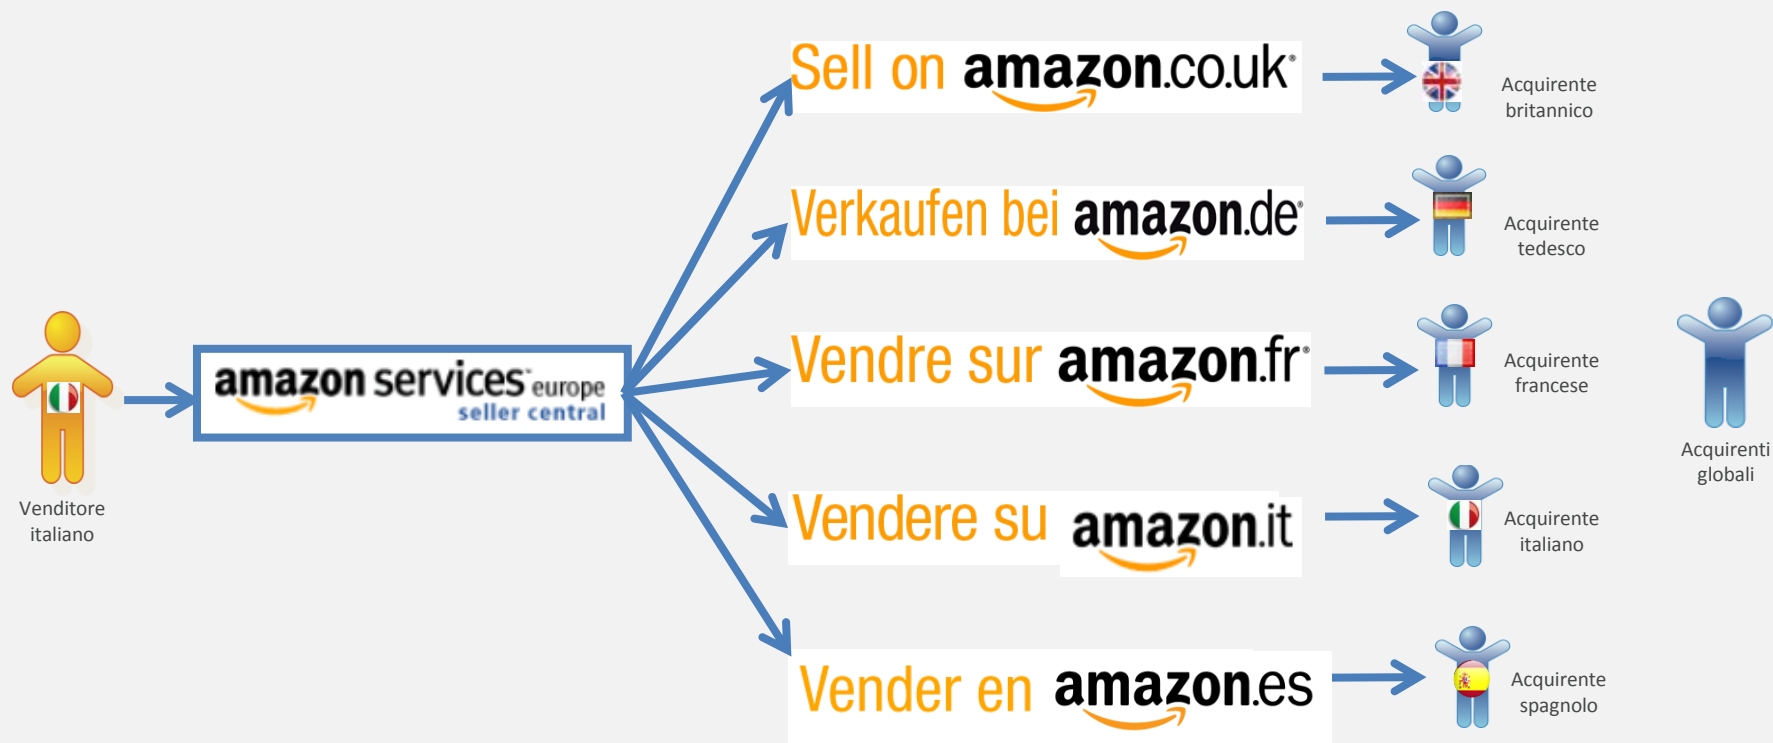 Venditore
italiano
amazon services europe
seller central
Sell on amazon.co.uk
Acquirente
britannico
Verkaufen bei amazon.de
Acquirente
tedesco
Vendre sur amazon.fr
Acquirente
francese
Vendere su amazon.it
Acquirente
italiano
Vender en amazon.es
Acquirente
spagnolo
Acquirenti
globali